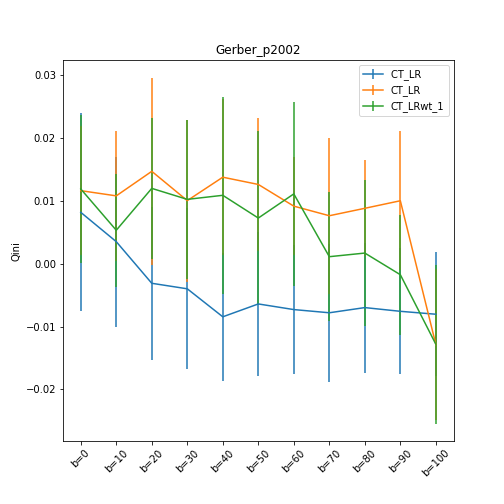 Gerber_p2002
CT_LR
CT_LR
CT_LRwt_1
Qini
0.03
0.02
0.01
0.00
−0.01
−0.02
b=0
b=10
b=20
b=30
b=40
b=50
b=60
b=70
b=80
b=90
b=100